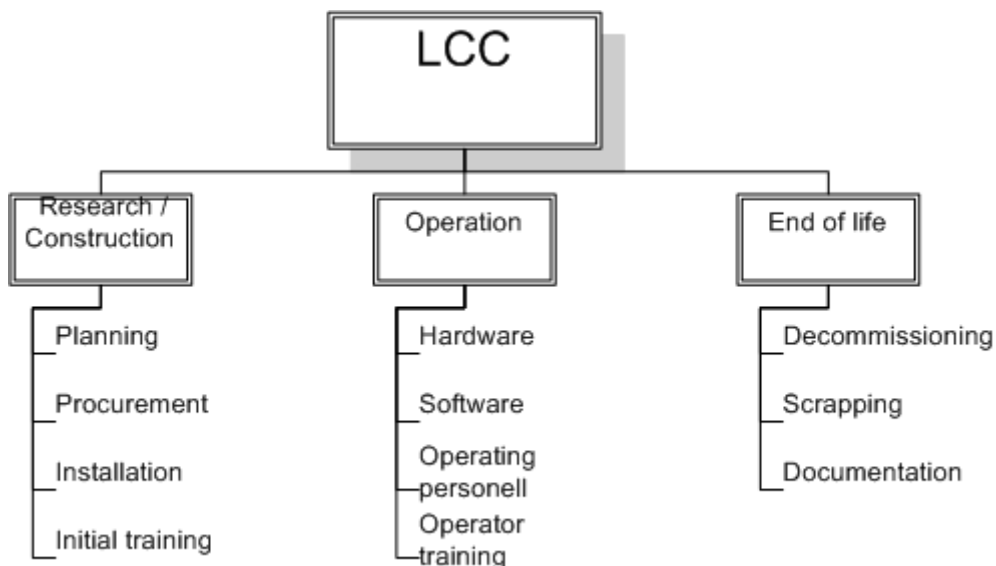 LCC
Research /
Construction
Planning
Procurement
Installation
Initial training
Operation
Hardware
Software
Operating
personell
Operator
training
End of life
Decommissioning
Scrapping
Documentation